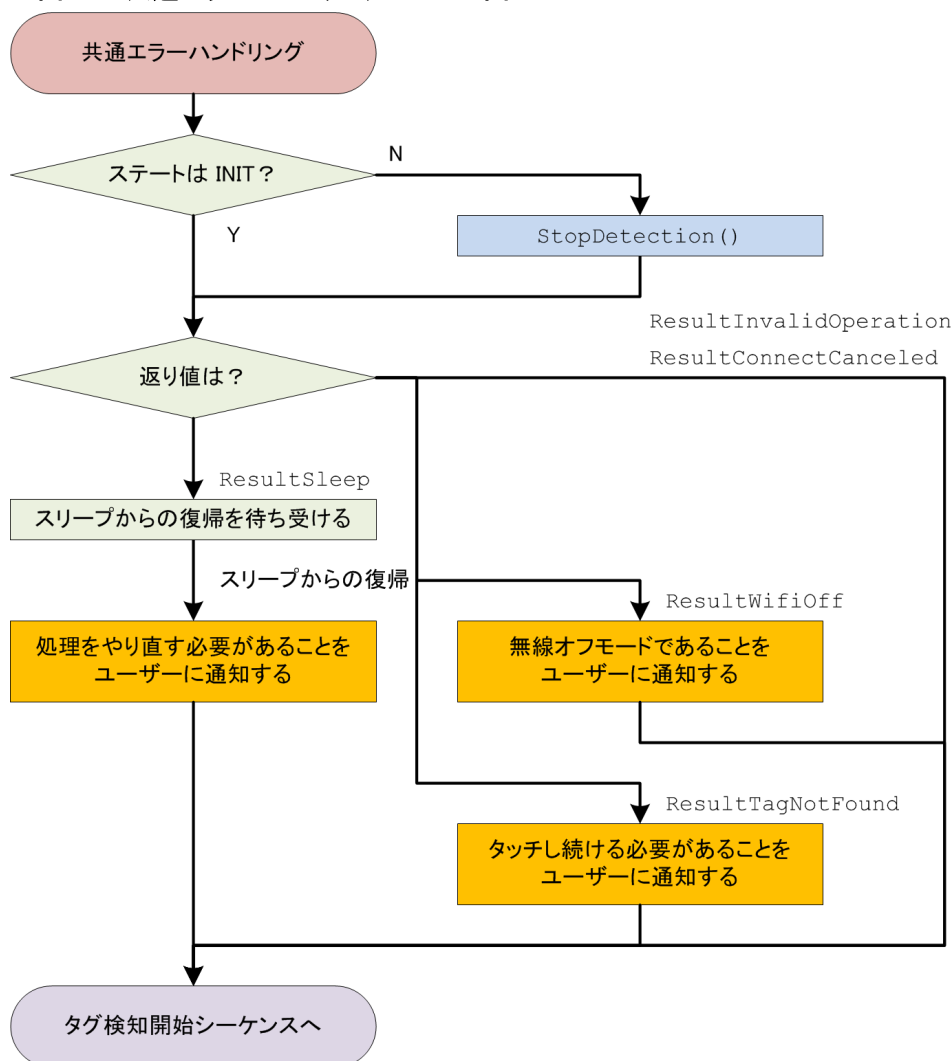 共通エラーハンドリング
ステートは INIT？
N
Y
StopDetection()
ResultInvalidOperation
ResultConnectCanceled
返り値は？
ResultSleep
スリープからの復帰を待ち受ける
スリープからの復帰
ResultWifiOff
処理をやり直す必要があることを
ユーザーに通知する
無線オフモードであることを
ユーザーに通知する
ResultTagNotFound
タッチし続ける必要があることを
ユーザーに通知する
タグ検知開始シーケンスへ